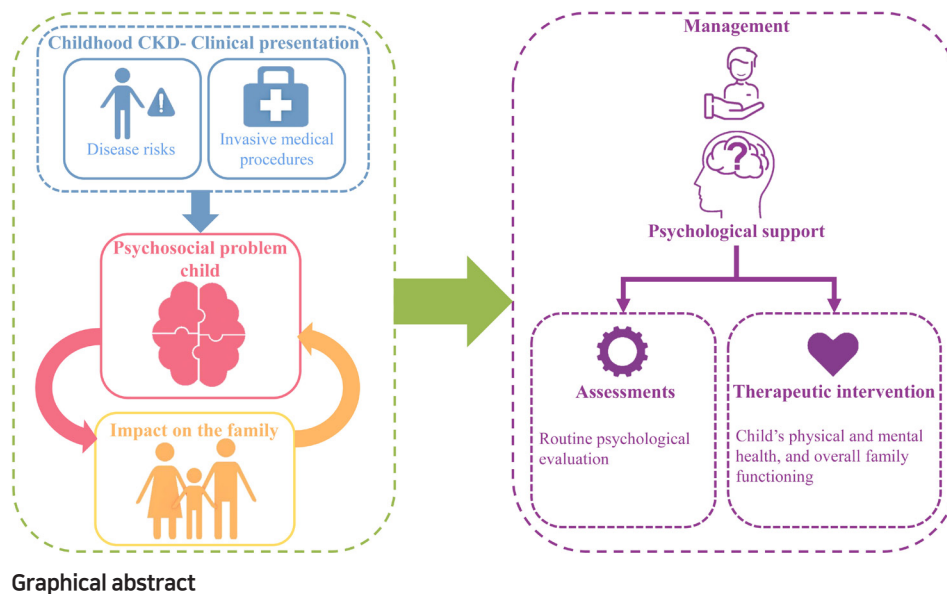 Childhood CKD- Clinical presentation
Disease risks
Invasive medical
procedures
Psychosocial problem
child
Impact on the family
Management
?
Psychological support
Assessments
Routine psychological
evaluation
Therapeutic intervention
Child's physical and mental
health, and overall family
functioning
Graphical abstract